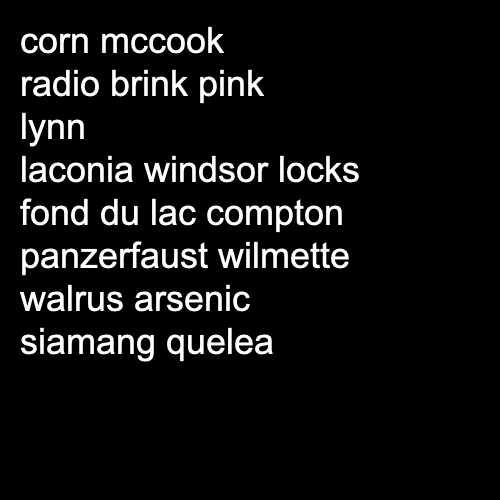 corn mccook
radio brink pink
lynn
laconia windsor locks
fond du lac compton
panzerfaust wilmette
walrus arsenic
siamang quelea